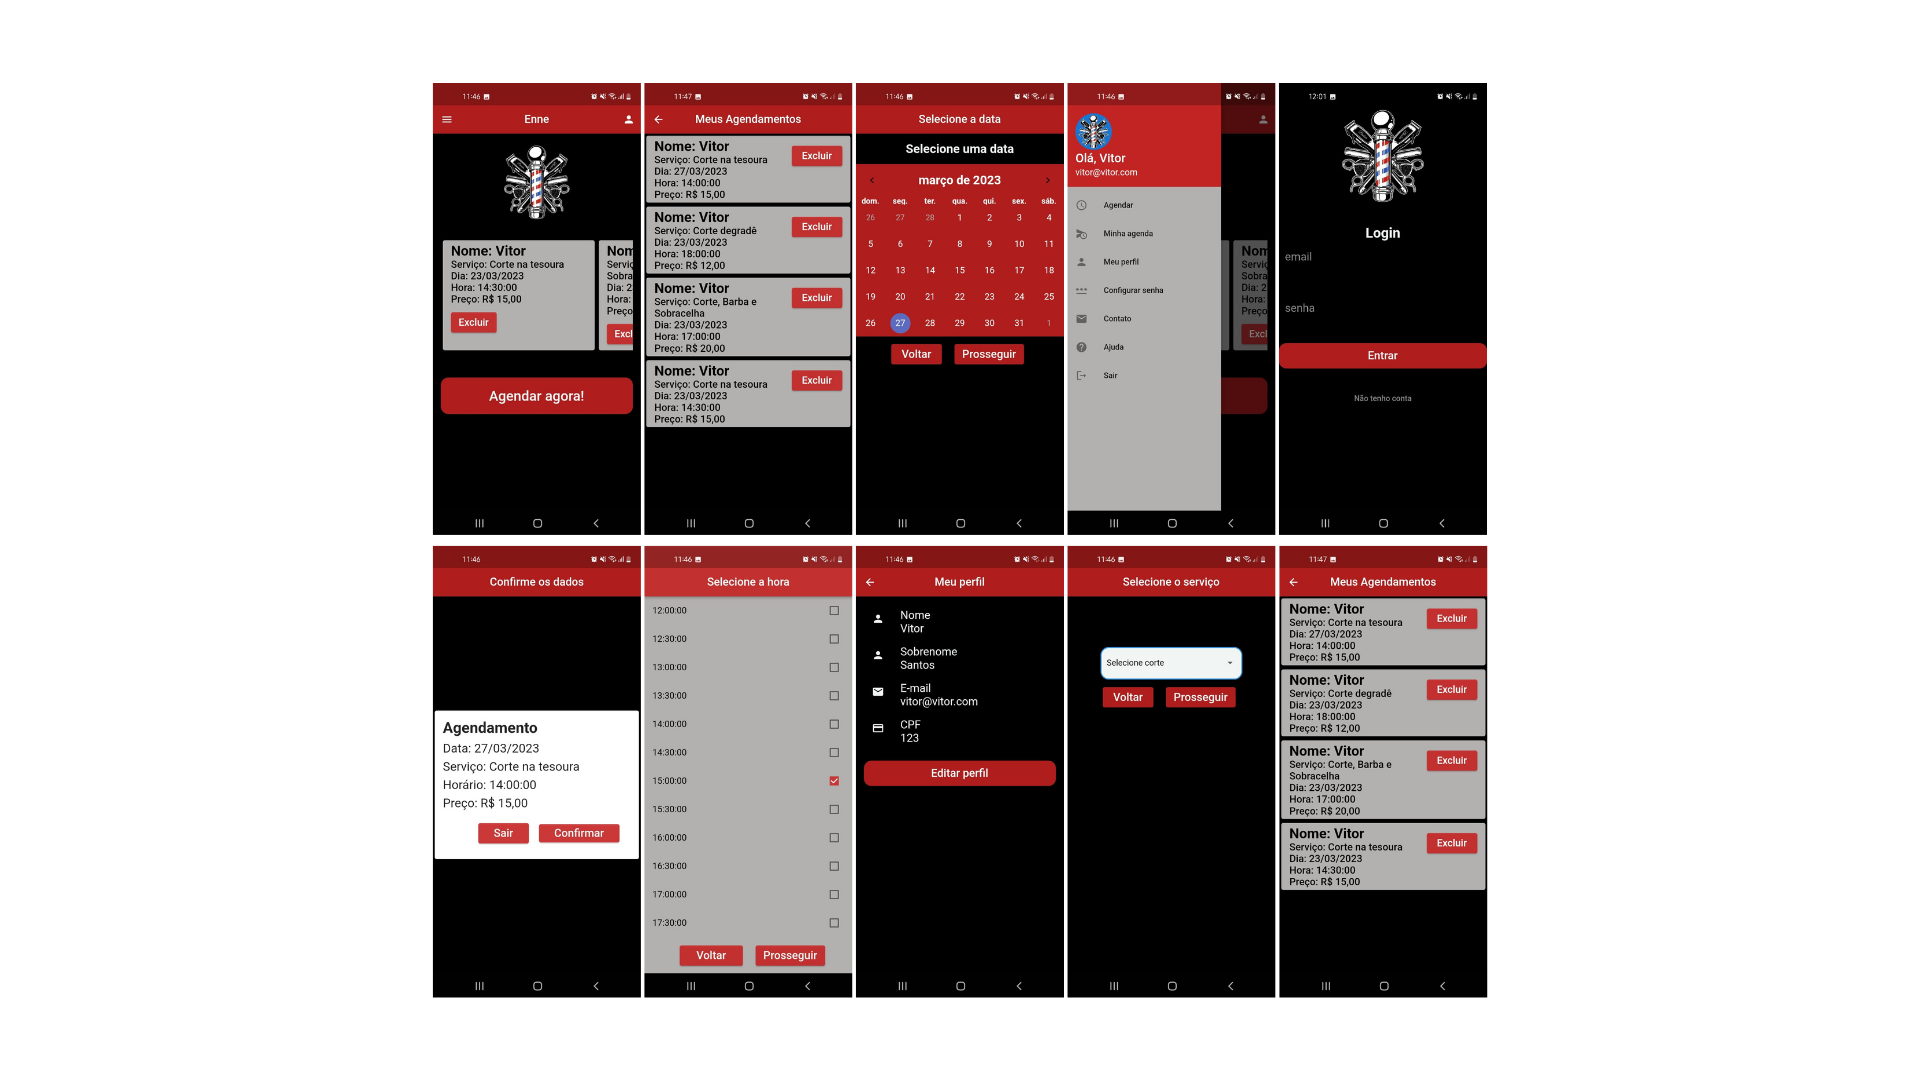 11:46
Enne
Nome: Vitor
Serviço: Corte na tesoura
Dia: 23/03/2023
Hora: 14:30:00
Preço: R$ 15,00
Excluir
Nom
Serviç
Sobra
Dia: 2
Hora:
Preço
Excl
Agendar agora!
11:47
Meus Agendamentos
Nome: Vitor
Serviço: Corte na tesoura
Dia: 27/03/2023
Hora: 14:00:00
Preço: R$ 15,00
Excluir
Nome: Vitor
Serviço: Corte degradê
Dia: 23/03/2023
Hora: 18:00:00
Preço: R$ 12,00
Excluir
Nome: Vitor
Serviço: Corte, Barba e
Sobracelha
Dia: 23/03/2023
Hora: 17:00:00
Preço: R$ 20,00
Excluir
Nome: Vitor
Serviço: Corte na tesoura
Dia: 23/03/2023
Hora: 14:30:00
Preço: R$ 15,00
Excluir
11:46
Selecione a data
Selecione uma data
março de 2023
dom. seg. ter. qua. qui. sex. sáb.
26 27 28 1 2 3 4
5 6 7 8 9 10 11
12 13 14 15 16 17 18
19 20 21 22 23 24 25
26 27 28 29 30 31 1
Voltar Prosseguir
11:46
Olá, Vitor
vitor@vitor.com
Agendar
Minha agenda
Meu perfil
Configurar senha
Contato
Ajuda
Sair
Nom
Serviç
Sobra
Dia: 2
Hora:
Preço
Excl
12:01
Login
email
senha
Entrar
Não tenho conta
11:46
Confirme os dados
Agendamento
Data: 27/03/2023
Serviço: Corte na tesoura
Horário: 14:00:00
Preço: R$ 15,00
Sair Confirmar
11:46
Selecione a hora
12:00:00
12:30:00
13:00:00
13:30:00
14:00:00
14:30:00
15:00:00
15:30:00
16:00:00
16:30:00
17:00:00
17:30:00
Voltar Prosseguir
11:46
Meu perfil
Nome
Vitor
Sobrenome
Santos
E-mail
vitor@vitor.com
CPF
123
Editar perfil
11:46
Selecione o serviço
Selecione corte
Voltar Prosseguir
11:47
Meus Agendamentos
Nome: Vitor
Serviço: Corte na tesoura
Dia: 27/03/2023
Hora: 14:00:00
Preço: R$ 15,00
Excluir
Nome: Vitor
Serviço: Corte degradê
Dia: 23/03/2023
Hora: 18:00:00
Preço: R$ 12,00
Excluir
Nome: Vitor
Serviço: Corte, Barba e
Sobracelha
Dia: 23/03/2023
Hora: 17:00:00
Preço: R$ 20,00
Excluir
Nome: Vitor
Serviço: Corte na tesoura
Dia: 23/03/2023
Hora: 14:30:00
Preço: R$ 15,00
Excluir